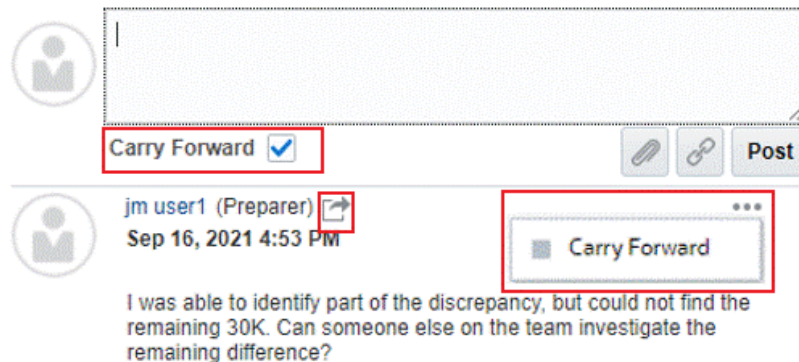 Carry Forward
Post
jm user1 (Preparer)
Sep 16, 2021 4:53 PM
Carry Forward
I was able to identify part of the discrepancy, but could not find the
remaining 30K. Can someone else on the team investigate the
remaining difference?